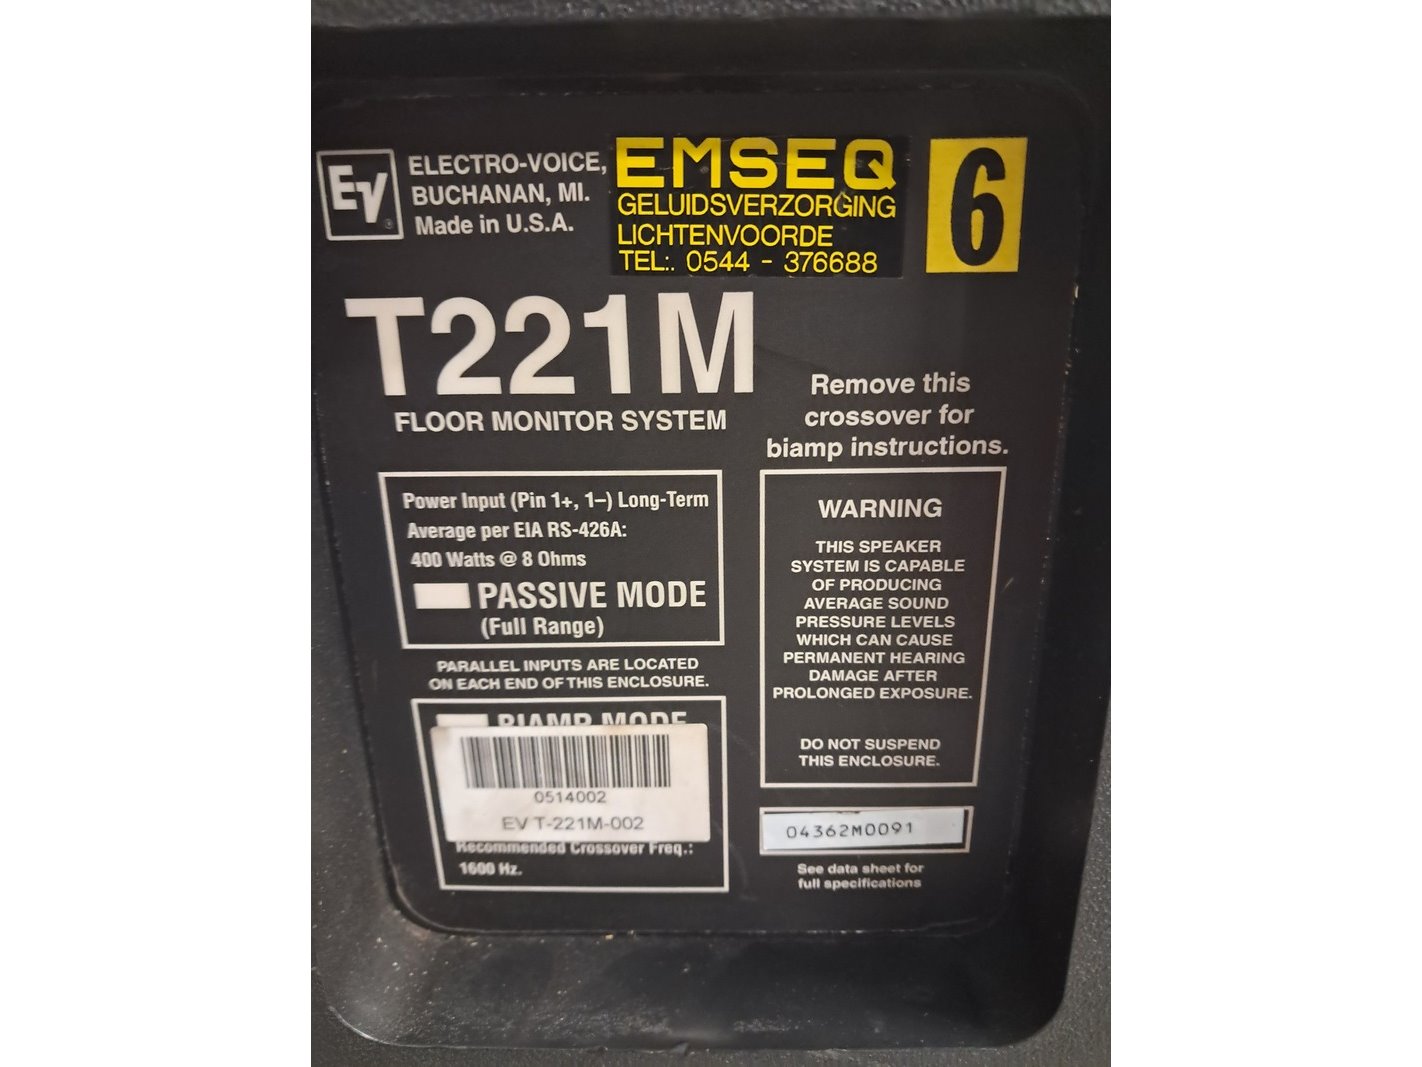 EV ®
ELECTRO-VOICE,
BUCHANAN, MI.
Made in U.S.A.
EMSEQ
GELUIDSVERZORGING
LICHTENVOORDE
TEL:. 0544 - 376688
6
T221M
FLOOR MONITOR SYSTEM
Remove this
crossover for
biamp instructions.
Power Input (Pin 1+, 1–) Long-Term
Average per EIA RS-426A:
400 Watts @ 8 Ohms
PASSIVE MODE
(Full Range)
PARALLEL INPUTS ARE LOCATED
ON EACH END OF THIS ENCLOSURE.
BIAMP MODE
0514002
EV T-221M-002
Recommended Crossover Freq.:
1600 Hz.
WARNING
THIS SPEAKER
SYSTEM IS CAPABLE
OF PRODUCING
AVERAGE SOUND
PRESSURE LEVELS
WHICH CAN CAUSE
PERMANENT HEARING
DAMAGE AFTER
PROLONGED EXPOSURE.
DO NOT SUSPEND
THIS ENCLOSURE.
04362M0091
See data sheet for
full specifications